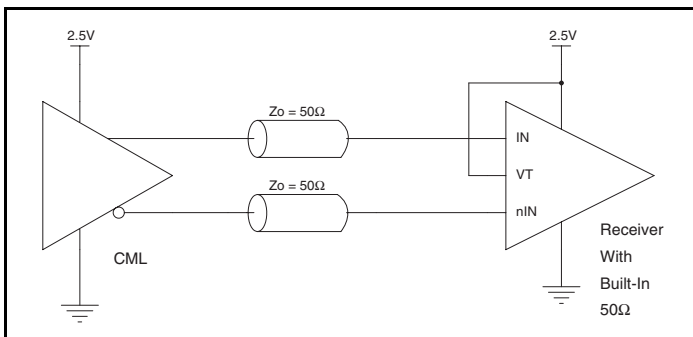 2.5V
2.5V
Zo = 50Ω
IN
VT
Zo = 50Ω
nIN
CML
Receiver
With
Built-In
50Ω